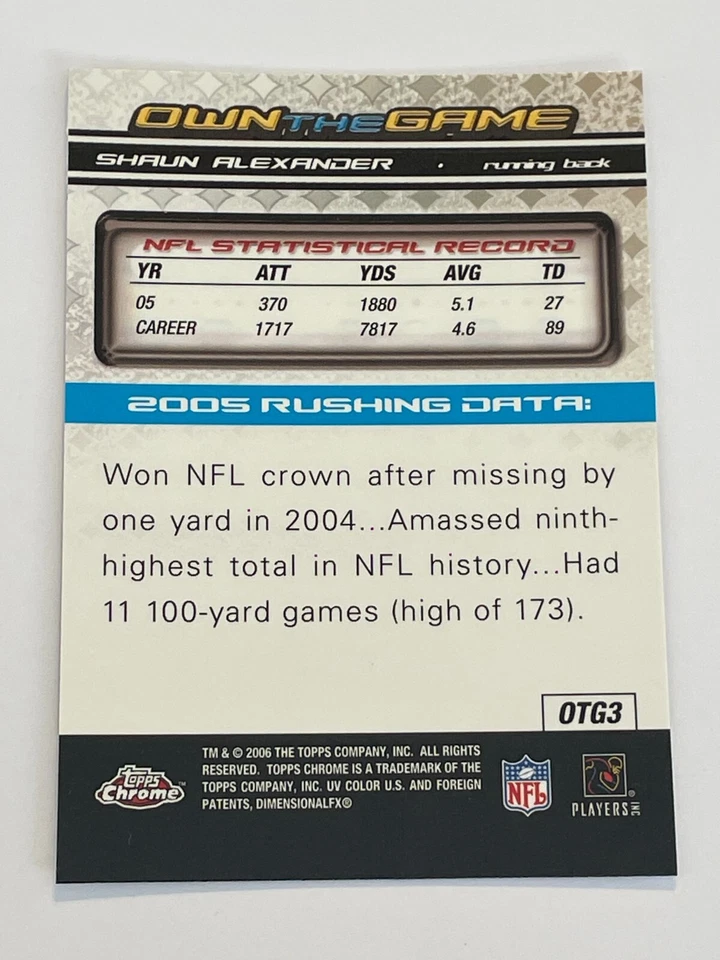 OWN THE GAME
SHAUN ALEXANDER · running back
NFL STATISTICAL RECORD
YR ATT YDS AVG TD
05 370 1880 5.1 27
CAREER 1717 7817 4.6 89
2005 RUSHING DATA:
Won NFL crown after missing by
one yard in 2004...Amassed ninth-
highest total in NFL history...Had
11 100-yard games (high of 173).
OTG3
TM & © 2006 THE TOPPS COMPANY, INC. ALL RIGHTS
RESERVED. TOPPS CHROME IS A TRADEMARK OF THE
TOPPS COMPANY, INC. UV COLOR U.S. AND FOREIGN
PATENTS, DIMENSIONALFX®
Topps
Chrome™
NFL
®
PLAYERS INC